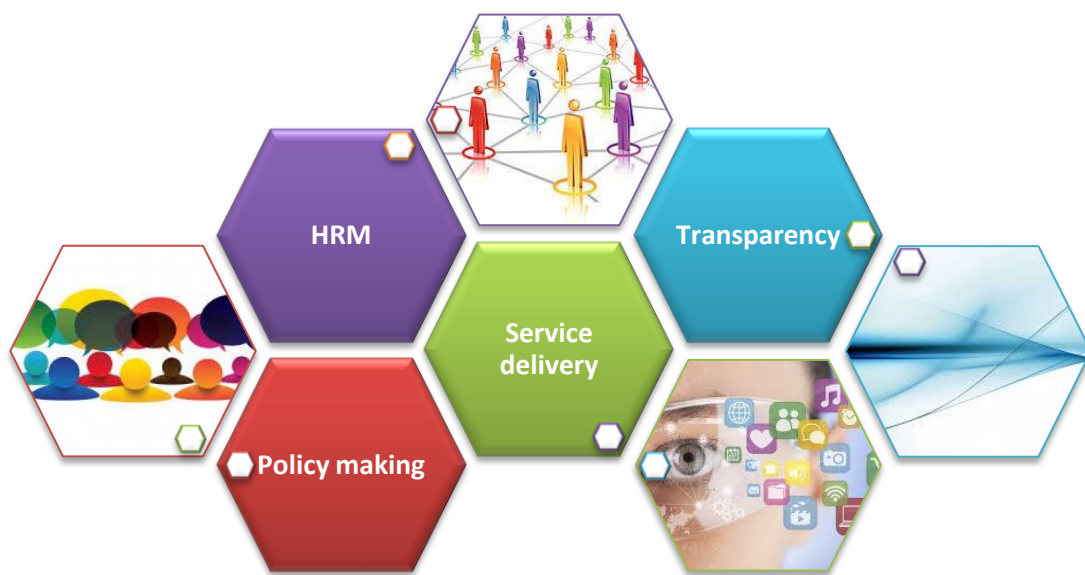 HRM
Transparency
Service
delivery
Policy making